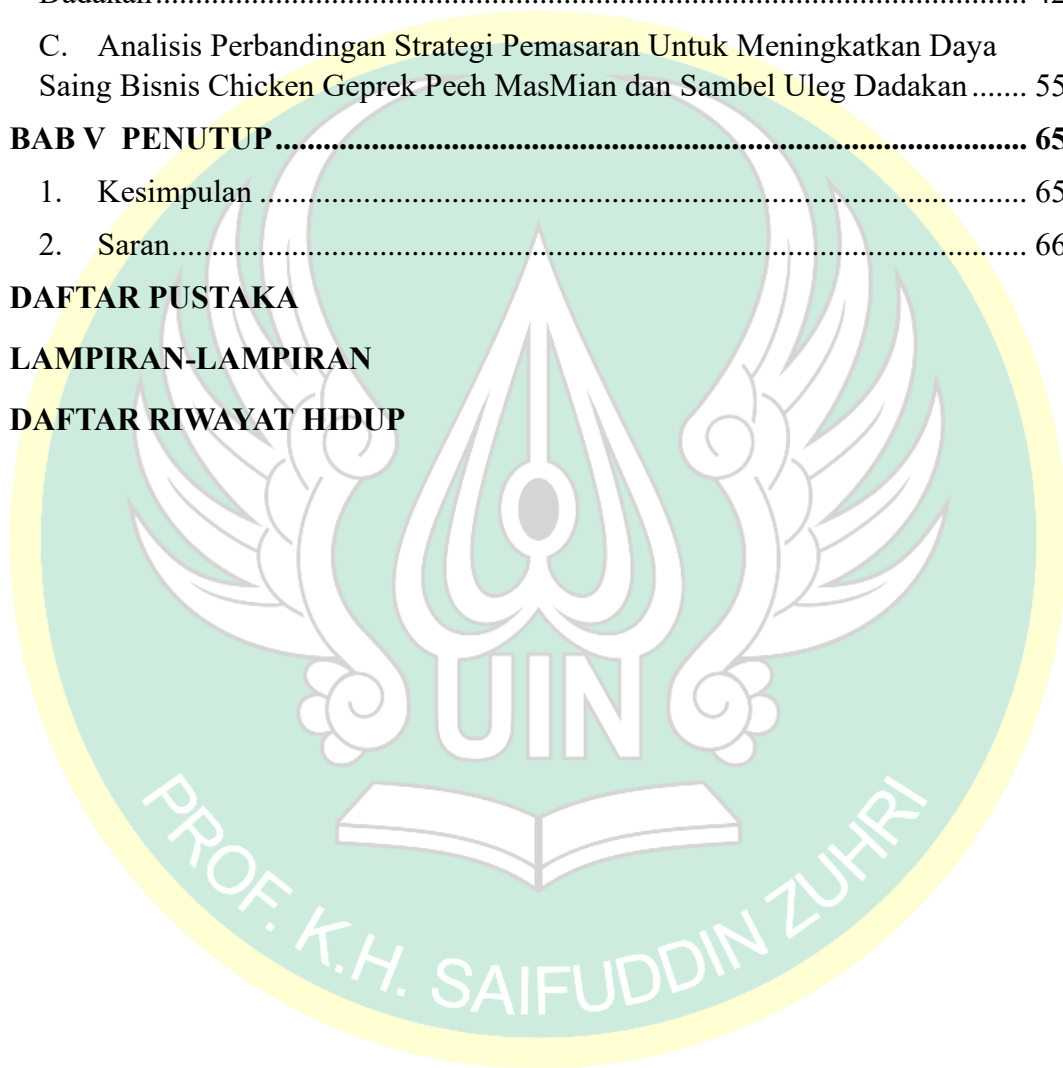 C. Analisis Perbandingan Strategi Pemasaran Untuk Meningkatkan Daya
Saing Bisnis Chicken Geprek Peeh MasMian dan Sambel Uleg Dadakan ....... 55
BAB V PENUTUP ........................................................................................ 65
1. Kesimpulan ........................................................................................... 65
2. Saran..................................................................................................... 66
DAFTAR PUSTAKA
LAMPIRAN-LAMPIRAN
DAFTAR RIWAYAT HIDUP
UIN
PROF. K.H. SAIFUDDIN ZUHRI